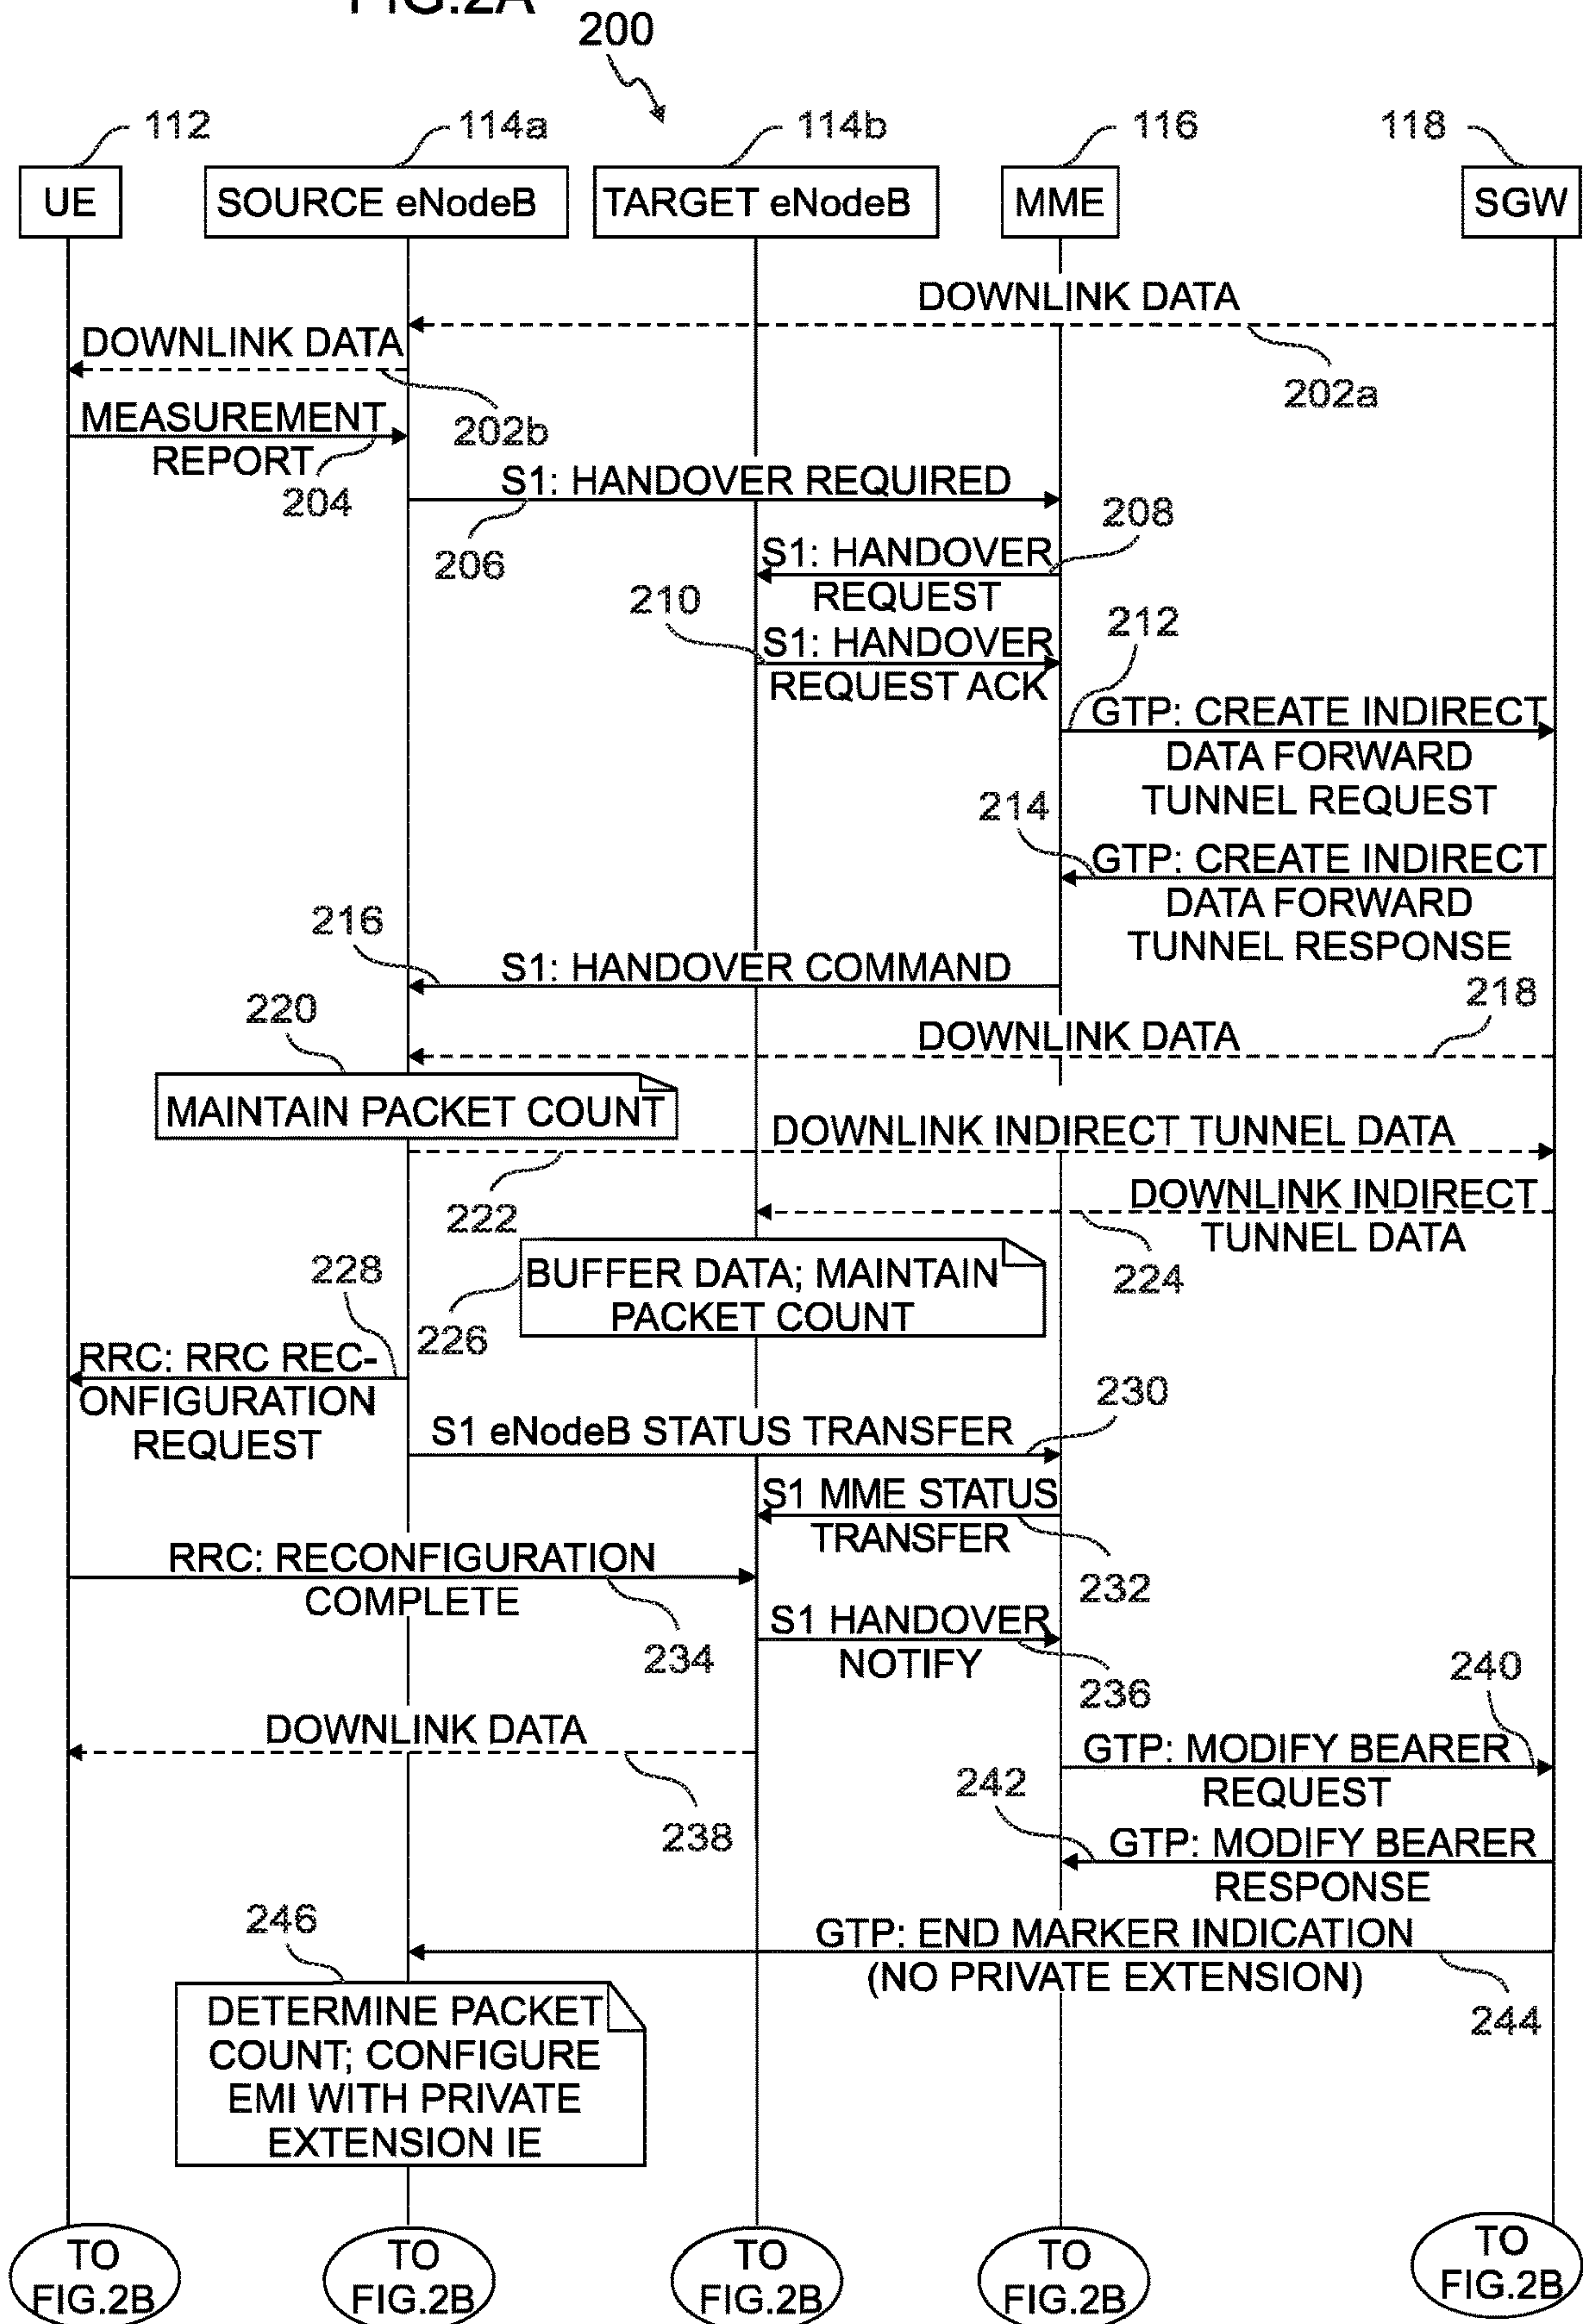 FIG.2A
200
112
114a
114b
116
118
UE
SOURCE eNodeB
TARGET eNodeB
MME
SGW
DOWNLINK DATA
202a
DOWNLINK DATA
202b
MEASUREMENT
REPORT
204
S1: HANDOVER REQUIRED
206
208
S1: HANDOVER
REQUEST
210
S1: HANDOVER
REQUEST ACK
212
GTP: CREATE INDIRECT
DATA FORWARD
TUNNEL REQUEST
214
GTP: CREATE INDIRECT
DATA FORWARD
TUNNEL RESPONSE
216
S1: HANDOVER COMMAND
218
DOWNLINK DATA
220
MAINTAIN PACKET COUNT
DOWNLINK INDIRECT TUNNEL DATA
222
DOWNLINK INDIRECT
TUNNEL DATA
224
BUFFER DATA; MAINTAIN
PACKET COUNT
226
228
RRC: RRC REC-
ONFIGURATION
REQUEST
230
S1 eNodeB STATUS TRANSFER
S1 MME STATUS
TRANSFER
232
RRC: RECONFIGURATION
COMPLETE
234
S1 HANDOVER
NOTIFY
236
DOWNLINK DATA
238
240
GTP: MODIFY BEARER
REQUEST
242
GTP: MODIFY BEARER
RESPONSE
GTP: END MARKER INDICATION
(NO PRIVATE EXTENSION)
244
246
DETERMINE PACKET
COUNT; CONFIGURE
EMI WITH PRIVATE
EXTENSION IE
TO
FIG.2B
TO
FIG.2B
TO
FIG.2B
TO
FIG.2B
TO
FIG.2B